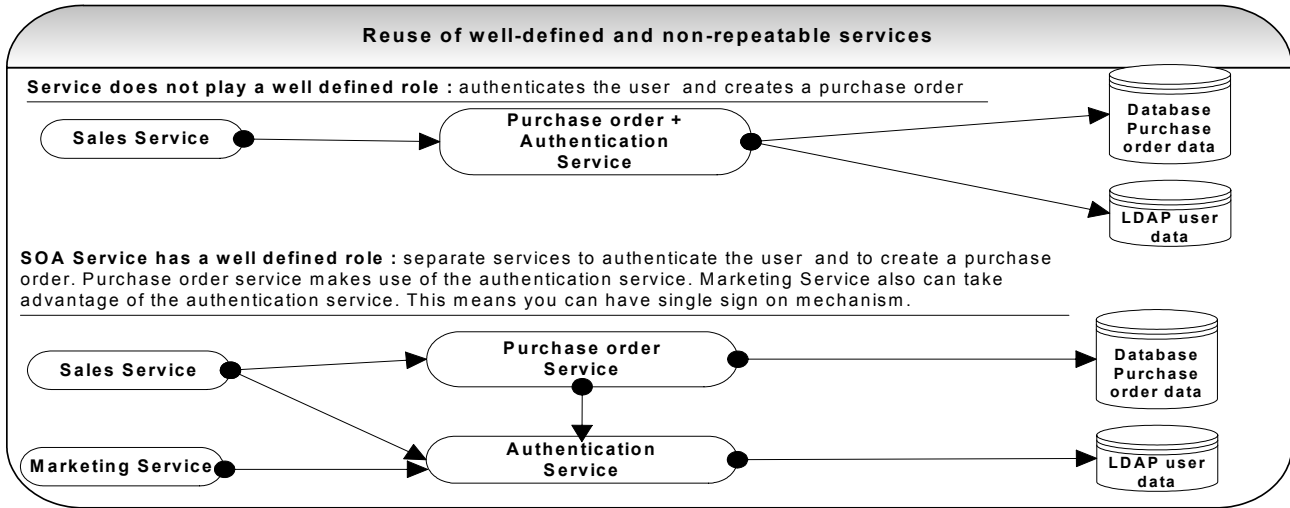 Reuse of well-defined and non-repeatable services
Service does not play a well defined role : authenticates the user and creates a purchase order
Sales Service
Purchase order +
Authentication
Service
Database
Purchase
order data
LDAP user
data
SOA Service has a well defined role : separate services to authenticate the user and to create a purchase
order. Purchase order service makes use of the authentication service. Marketing Service also can take
advantage of the authentication service. This means you can have single sign on mechanism.
Sales Service
Purchase order
Service
Database
Purchase
order data
Marketing Service
Authentication
Service
LDAP user
data